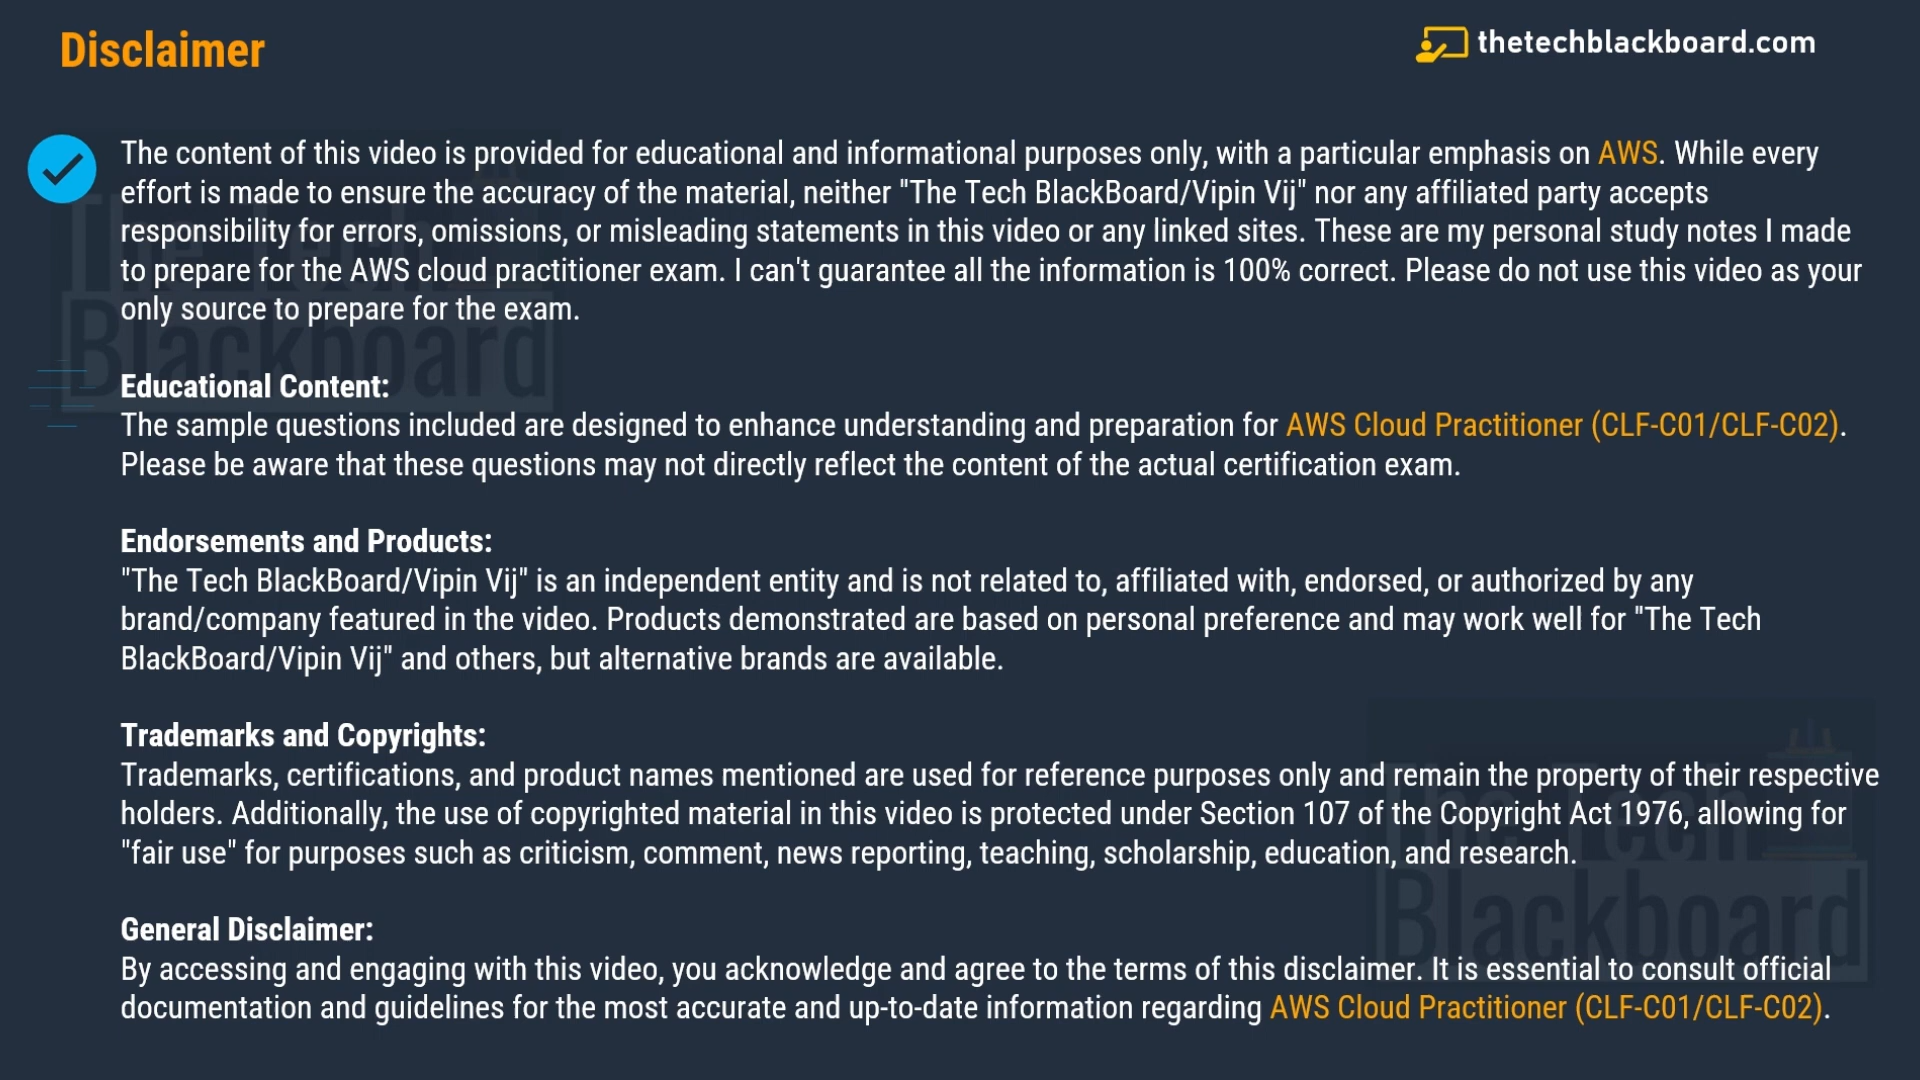 Disclaimer
thetechblackboard.com
The content of this video is provided for educational and informational purposes only, with a particular emphasis on AWS. While every
effort is made to ensure the accuracy of the material, neither "The Tech BlackBoard/Vipin Vij" nor any affiliated party accepts
responsibility for errors, omissions, or misleading statements in this video or any linked sites. These are my personal study notes I made
to prepare for the AWS cloud practitioner exam. I can't guarantee all the information is 100% correct. Please do not use this video as your
only source to prepare for the exam.
The Tech
Blackboard
Educational Content:
The sample questions included are designed to enhance understanding and preparation for AWS Cloud Practitioner (CLF-C01/CLF-C02).
Please be aware that these questions may not directly reflect the content of the actual certification exam.
Endorsements and Products:
"The Tech BlackBoard/Vipin Vij" is an independent entity and is not related to, affiliated with, endorsed, or authorized by any
brand/company featured in the video. Products demonstrated are based on personal preference and may work well for "The Tech
BlackBoard/Vipin Vij" and others, but alternative brands are available.
Trademarks and Copyrights:
Trademarks, certifications, and product names mentioned are used for reference purposes only and remain the property of their respective
holders. Additionally, the use of copyrighted material in this video is protected under Section 107 of the Copyright Act 1976, allowing for
"fair use" for purposes such as criticism, comment, news reporting, teaching, scholarship, education, and research.
The Tech
Blackboard
General Disclaimer:
By accessing and engaging with this video, you acknowledge and agree to the terms of this disclaimer. It is essential to consult official
documentation and guidelines for the most accurate and up-to-date information regarding AWS Cloud Practitioner (CLF-C01/CLF-C02).